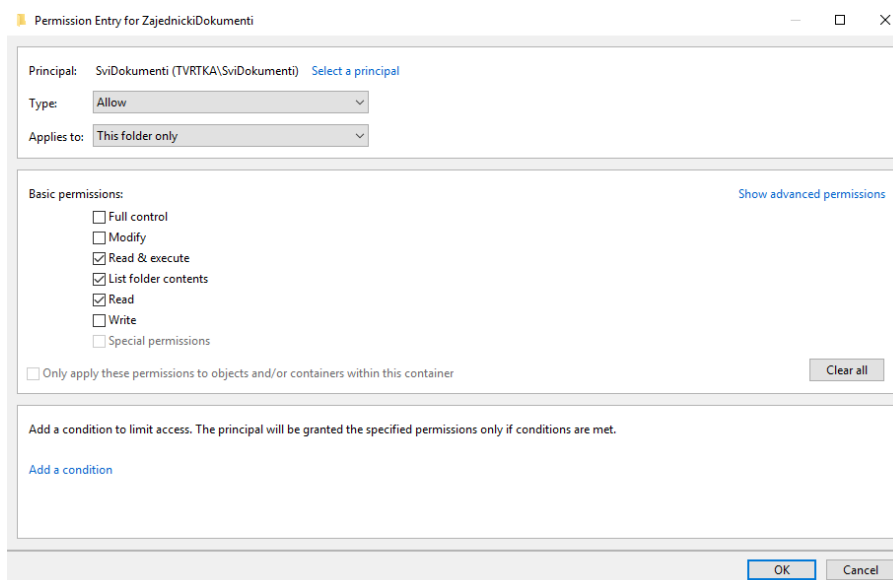 Permission Entry for ZajednickiDokumenti
Principal: SviDokumenti (TVRTKA\SviDokumenti) Select a principal
Type: Allow
Applies to: This folder only
Basic permissions: Show advanced permissions
Full control
Modify
Read & execute
List folder contents
Read
Write
Special permissions
Only apply these permissions to objects and/or containers within this container Clear all
Add a condition to limit access. The principal will be granted the specified permissions only if conditions are met.
Add a condition
OK Cancel